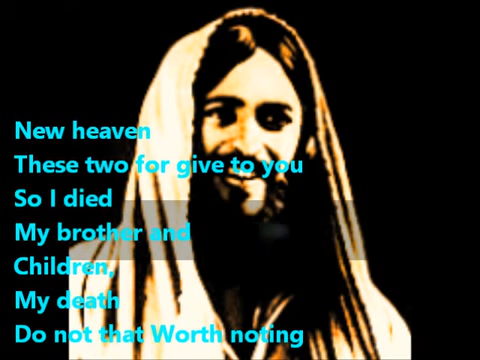 New heaven
These two for give to you
So I died
My brother and
Children,
My death
Do not that Worth noting